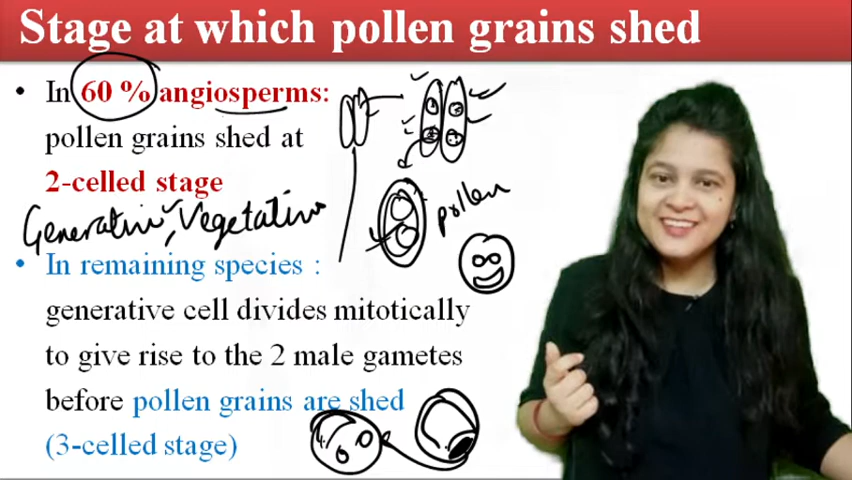 Stage at which pollen grains shed
• In 60 % angiosperms:
pollen grains shed at
2-celled stage
Generative, Vegetative
pollen
• In remaining species :
generative cell divides mitotically
to give rise to the 2 male gametes
before pollen grains are shed
(3-celled stage)